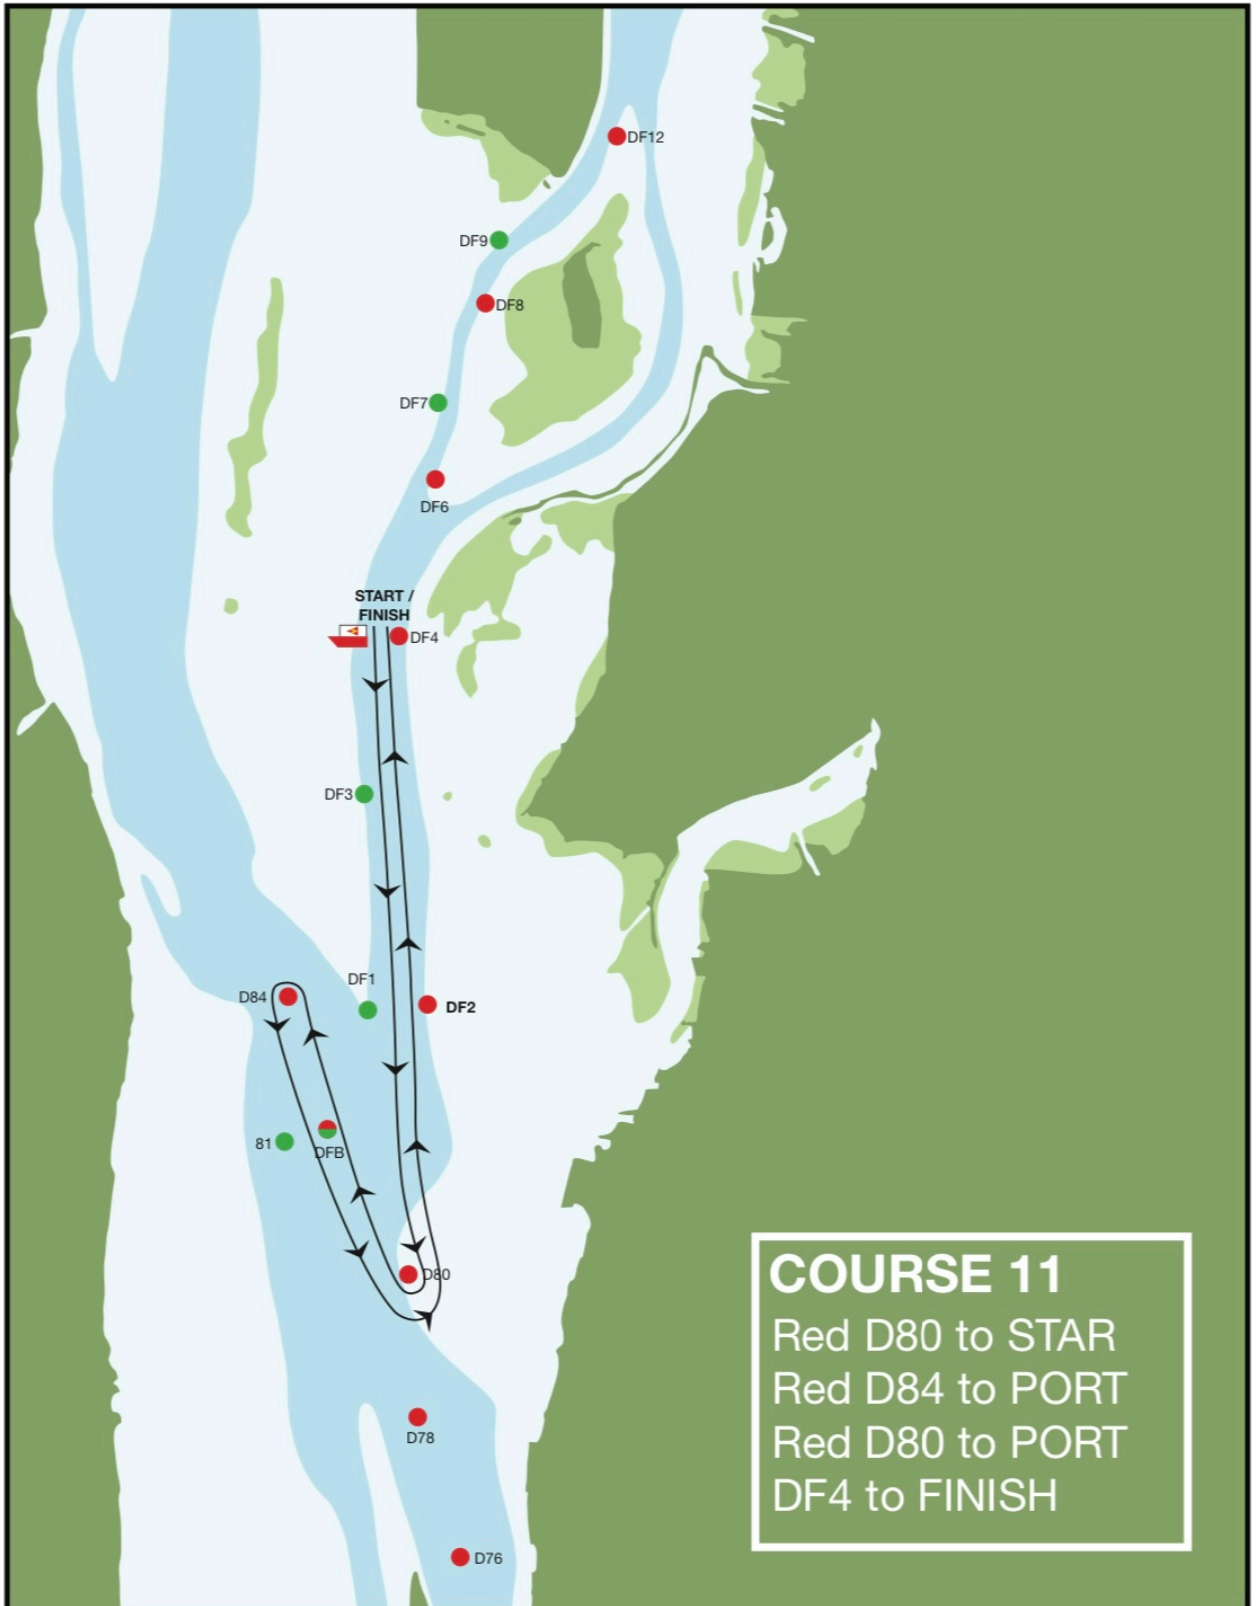 DF12
DF9
DF8
DF7
DF6
START /
FINISH
DF4
DF3
DF1
D84
DF2
81
DFB
D80
COURSE 11
Red D80 to STAR
Red D84 to PORT
Red D80 to PORT
DF4 to FINISH
D78
D76